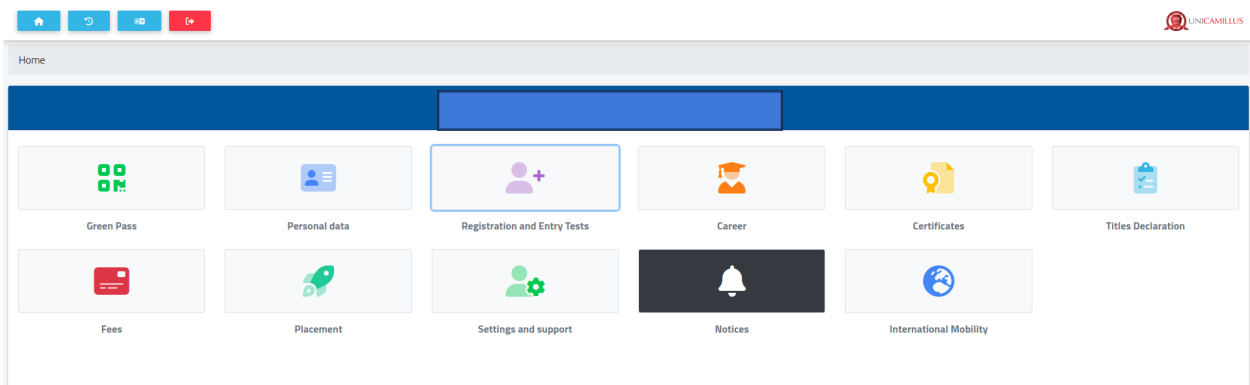 UNICAMILLUS
Home
Green Pass
Personal data
Registration and Entry Tests
Career
Certificates
Titles Declaration
Fees
Placement
Settings and support
Notices
International Mobility